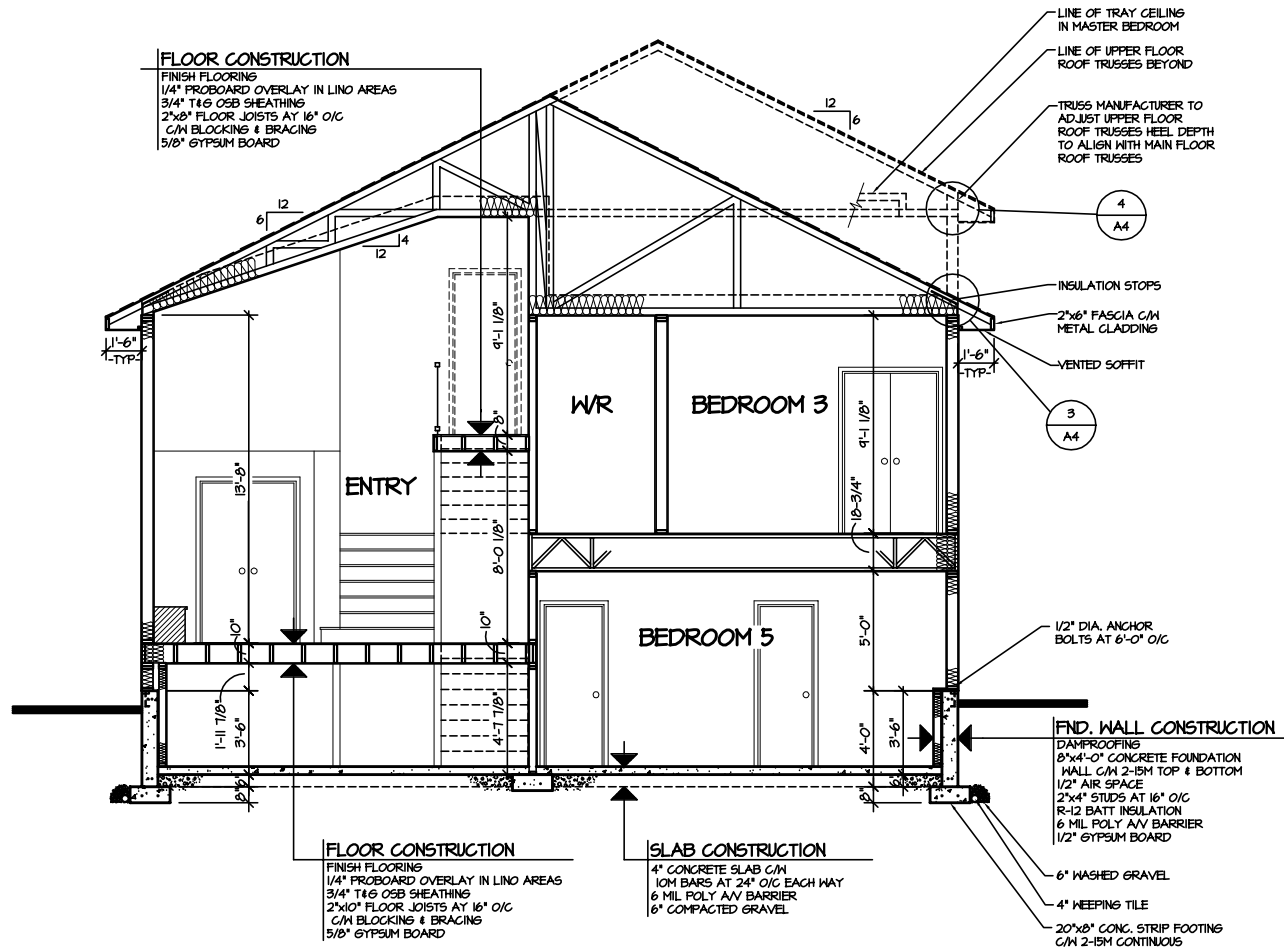 LINE OF TRAY CEILING
IN MASTER BEDROOM
LINE OF UPPER FLOOR
ROOF TRUSSES BEYOND
TRUSS MANUFACTURER TO
ADJUST UPPER FLOOR
ROOF TRUSSES HEEL DEPTH
TO ALIGN WITH MAIN FLOOR
ROOF TRUSSES
FLOOR CONSTRUCTION
FINISH FLOORING
1/4" PROBOARD OVERLAY IN LINO AREAS
3/4" T&G OSB SHEATHING
2"x8" FLOOR JOISTS AY 16" O/C
C/W BLOCKING & BRACING
5/8" GYPSUM BOARD
12
6
12
6
4
12
4
A4
INSULATION STOPS
2"x6" FASCIA C/W
METAL CLADDING
VENTED SOFFIT
3
A4
1'-6"
-TYP-
1'-6"
-TYP-
9'-1 1/8"
W/R
BEDROOM 3
9'-1 1/8"
8"
13'-8"
ENTRY
18-3/4"
8'-0 1/8"
10"
10"
BEDROOM 5
5'-0"
1/2" DIA. ANCHOR
BOLTS AT 6'-0" O/C
1'-11 7/8"
3'-6"
4'-7 7/8"
4'-0"
3'-6"
8"
6"
8"
6"
FND. WALL CONSTRUCTION
DAMPROOFING
8"x4'-0" CONCRETE FOUNDATION
WALL C/W 2-15M TOP & BOTTOM
1/2" AIR SPACE
2"x4" STUDS AT 16" O/C
R-12 BATT INSULATION
6 MIL POLY A/V BARRIER
1/2" GYPSUM BOARD
FLOOR CONSTRUCTION
FINISH FLOORING
1/4" PROBOARD OVERLAY IN LINO AREAS
3/4" T&G OSB SHEATHING
2"x10" FLOOR JOISTS AY 16" O/C
C/W BLOCKING & BRACING
5/8" GYPSUM BOARD
SLAB CONSTRUCTION
4" CONCRETE SLAB C/W
10M BARS AT 24" O/C EACH WAY
6 MIL POLY A/V BARRIER
6" COMPACTED GRAVEL
6" WASHED GRAVEL
4" WEEPING TILE
20"x8" CONC. STRIP FOOTING
C/W 2-15M CONTINUOUS